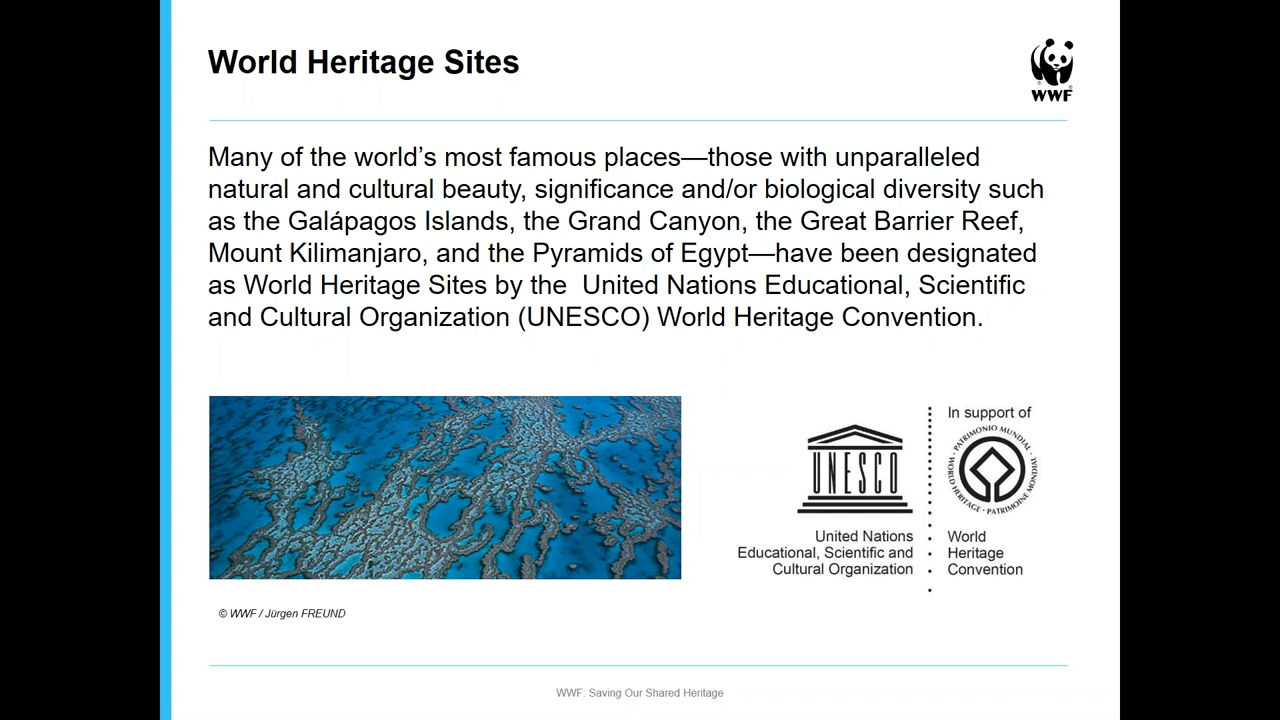 World Heritage Sites
WWF
Many of the world’s most famous places—those with unparalleled
natural and cultural beauty, significance and/or biological diversity such
as the Galápagos Islands, the Grand Canyon, the Great Barrier Reef,
Mount Kilimanjaro, and the Pyramids of Egypt—have been designated
as World Heritage Sites by the  United Nations Educational, Scientific
and Cultural Organization (UNESCO) World Heritage Convention.
UNESCO
United Nations
Educational, Scientific and
Cultural Organization
In support of
PATRIMONIO MUNDIAL · WORLD HERITAGE · PATRIMOINE MONDIAL ·
World
Heritage
Convention
© WWF / Jürgen FREUND
WWF: Saving Our Shared Heritage